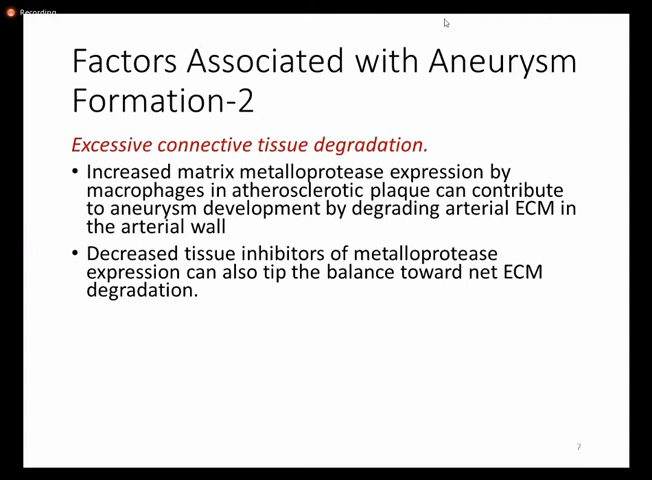 Recording
Factors Associated with Aneurysm
Formation-2
Excessive connective tissue degradation.
• Increased matrix metalloprotease expression by
macrophages in atherosclerotic plaque can contribute
to aneurysm development by degrading arterial ECM in
the arterial wall
• Decreased tissue inhibitors of metalloprotease
expression can also tip the balance toward net ECM
degradation.
7